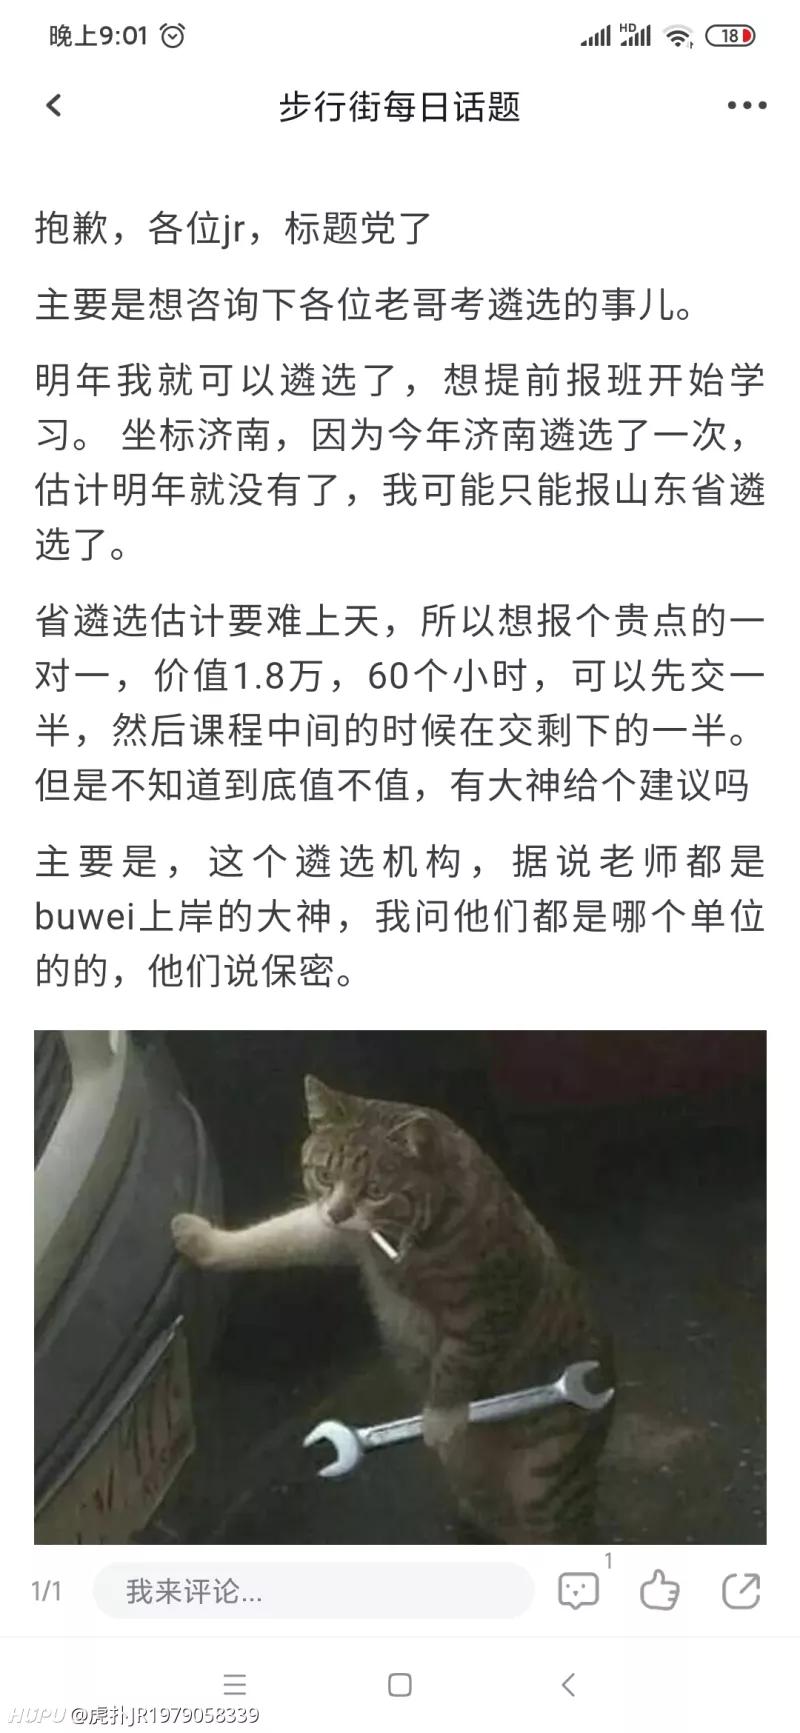 晚上9:01
HD
18
步行街每日话题
抱歉，各位jr，标题党了
主要是想咨询下各位老哥考遴选的事儿。
明年我就可以遴选了，想提前报班开始学
习。 坐标济南，因为今年济南遴选了一次，
估计明年就没有了，我可能只能报山东省遴
选了。
省遴选估计要难上天，所以想报个贵点的一
对一，价值1.8万，60个小时，可以先交一
半，然后课程中间的时候在交剩下的一半。
但是不知道到底值不值，有大神给个建议吗
主要是，这个遴选机构，据说老师都是
buwei上岸的大神，我问他们都是哪个单位
的的，他们说保密。
1/1
我来评论...
1
HUPU @虎扑JR1979058339